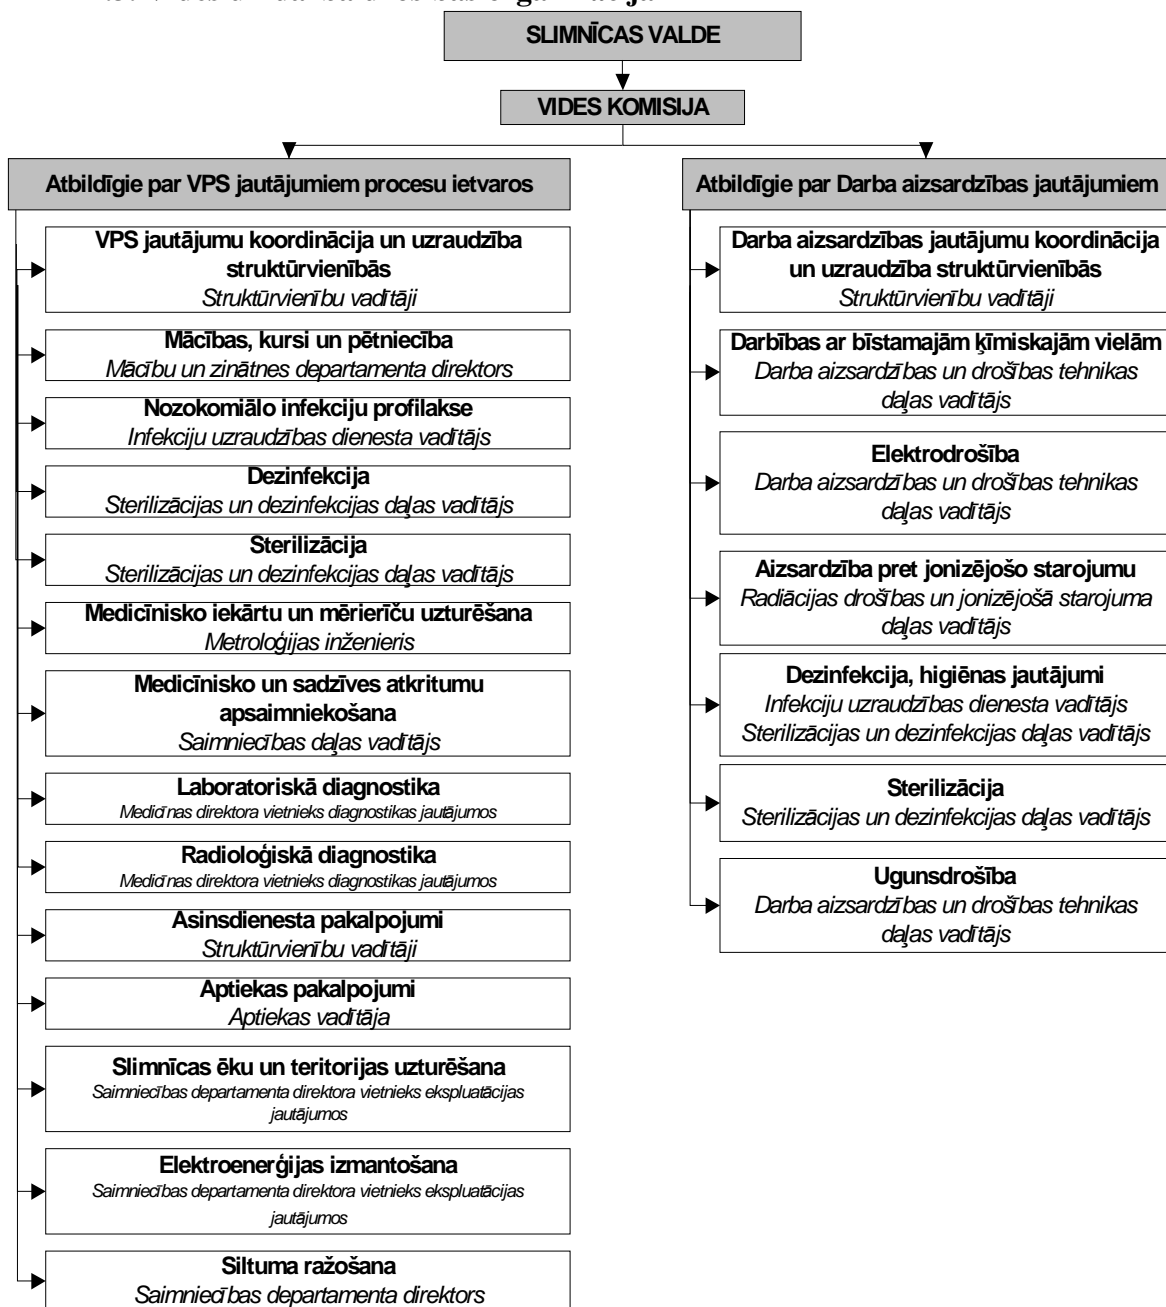 SLIMNĪCAS VALDE
VIDES KOMISIJA
Atbildīgie par VPS jautājumiem procesu ietvaros
VPS jautājumu koordinācija un uzraudzība
struktūrvienībās
Struktūrvienību vadītāji
Mācības, kursi un pētniecība
Mācību un zinātnes departamenta direktors
Nozokomiālo infekciju profilakse
Infekciju uzraudzības dienesta vadītājs
Dezinfekcija
Sterilizācijas un dezinfekcijas daļas vadītājs
Sterilizācija
Sterilizācijas un dezinfekcijas daļas vadītājs
Medicīnisko iekārtu un mērierīču uzturēšana
Metroloģijas inženieris
Medicīnisko un sadzīves atkritumu
apsaimniekošana
Saimniecības daļas vadītājs
Laboratoriskā diagnostika
Medicīnas direktora vietnieks diagnostikas jautājumos
Radioloģiskā diagnostika
Medicīnas direktora vietnieks diagnostikas jautājumos
Asinsdienesta pakalpojumi
Struktūrvienību vadītāji
Aptiekas pakalpojumi
Aptiekas vadītāja
Slimnīcas ēku un teritorijas uzturēšana
Saimniecības departamenta direktora vietnieks ekspluatācijas
jautājumos
Elektroenerģijas izmantošana
Saimniecības departamenta direktora vietnieks ekspluatācijas
jautājumos
Siltuma ražošana
Saimniecības departamenta direktors
Atbildīgie par Darba aizsardzības jautājumiem
Darba aizsardzības jautājumu koordinācija
un uzraudzība struktūrvienībās
Struktūrvienību vadītāji
Darbības ar bīstamajām ķīmiskajām vielām
Darba aizsardzības un drošības tehnikas
daļas vadītājs
Elektrodrošība
Darba aizsardzības un drošības tehnikas
daļas vadītājs
Aizsardzība pret jonizējošo starojumu
Radiācijas drošības un jonizējošā starojuma
daļas vadītājs
Dezinfekcija, higiēnas jautājumi
Infekciju uzraudzības dienesta vadītājs
Sterilizācijas un dezinfekcijas daļas vadītājs
Sterilizācija
Sterilizācijas un dezinfekcijas daļas vadītājs
Ugunsdrošība
Darba aizsardzības un drošības tehnikas
daļas vadītājs